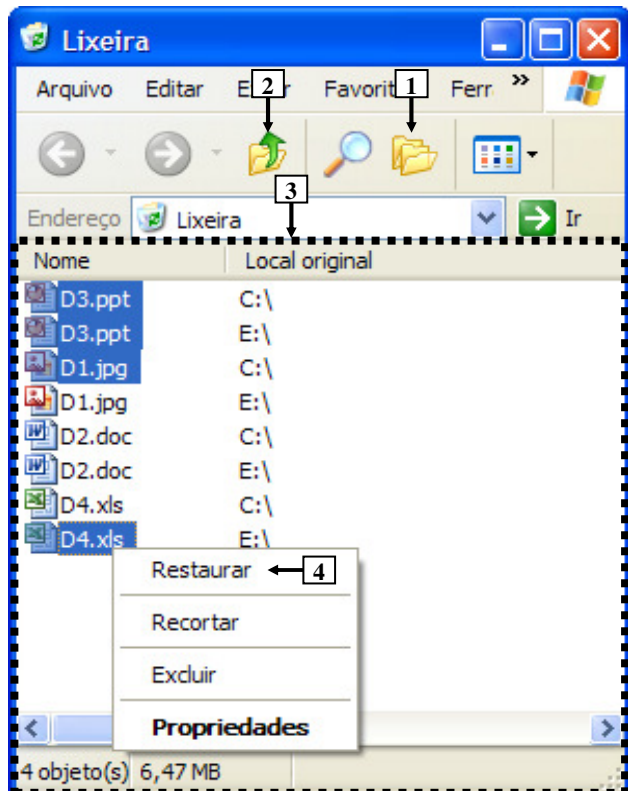 Lixeira
Arquivo Editar Favorit Ferr »
2 1
3
Endereço Lixeira Ir
Nome Local original
D3.ppt C:\
D3.ppt E:\
D1.jpg C:\
D1.jpg E:\
D2.doc C:\
D2.doc E:\
D4.xls C:\
D4.xls E:\
Restaurar 4
Recortar
Excluir
Propriedades
4 objeto(s) 6,47 MB